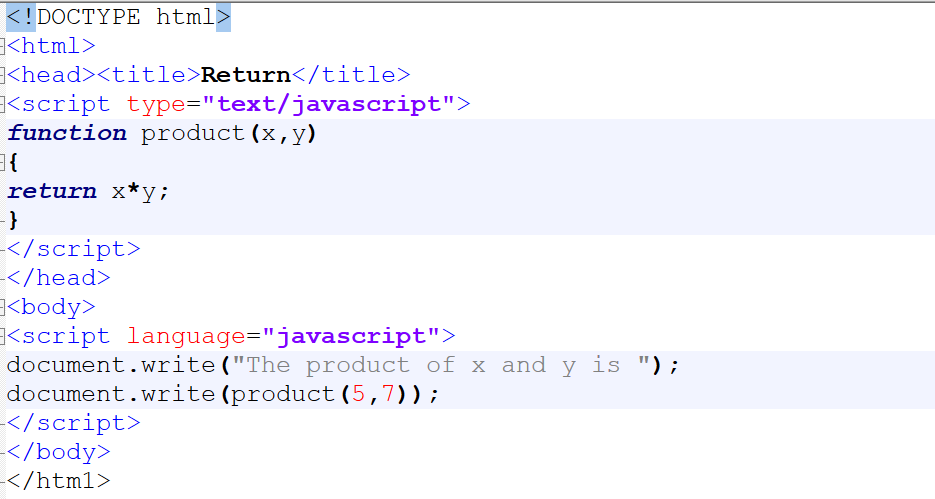 <!DOCTYPE html>
<html>
<head><title>Return</title>
<script type="text/javascript">
function product(x,y)
{
return x*y;
}
</script>
</head>
<body>
<script language="javascript">
document.write("The product of x and y is ");
document.write(product(5,7));
</script>
</body>
</htm1>